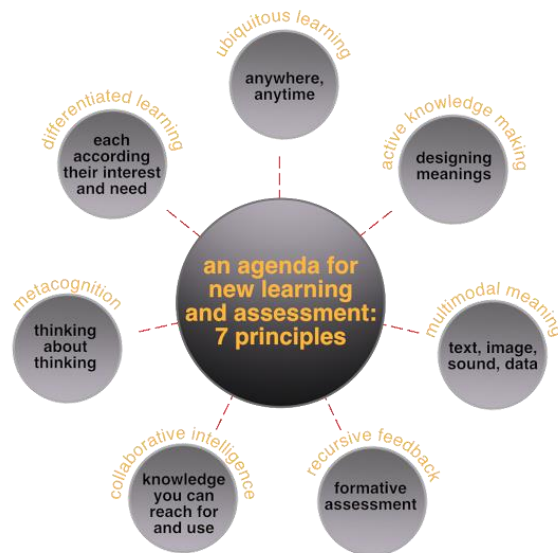 an agenda for
new learning
and assessment:
7 principles
ubiquitous learning
anywhere,
anytime
active knowledge making
designing
meanings
multimodal meaning
text, image,
sound, data
recursive feedback
formative
assessment
collaborative intelligence
knowledge
you can
reach for
and use
metacognition
thinking
about
thinking
differentiated learning
each
according
their interest
and need